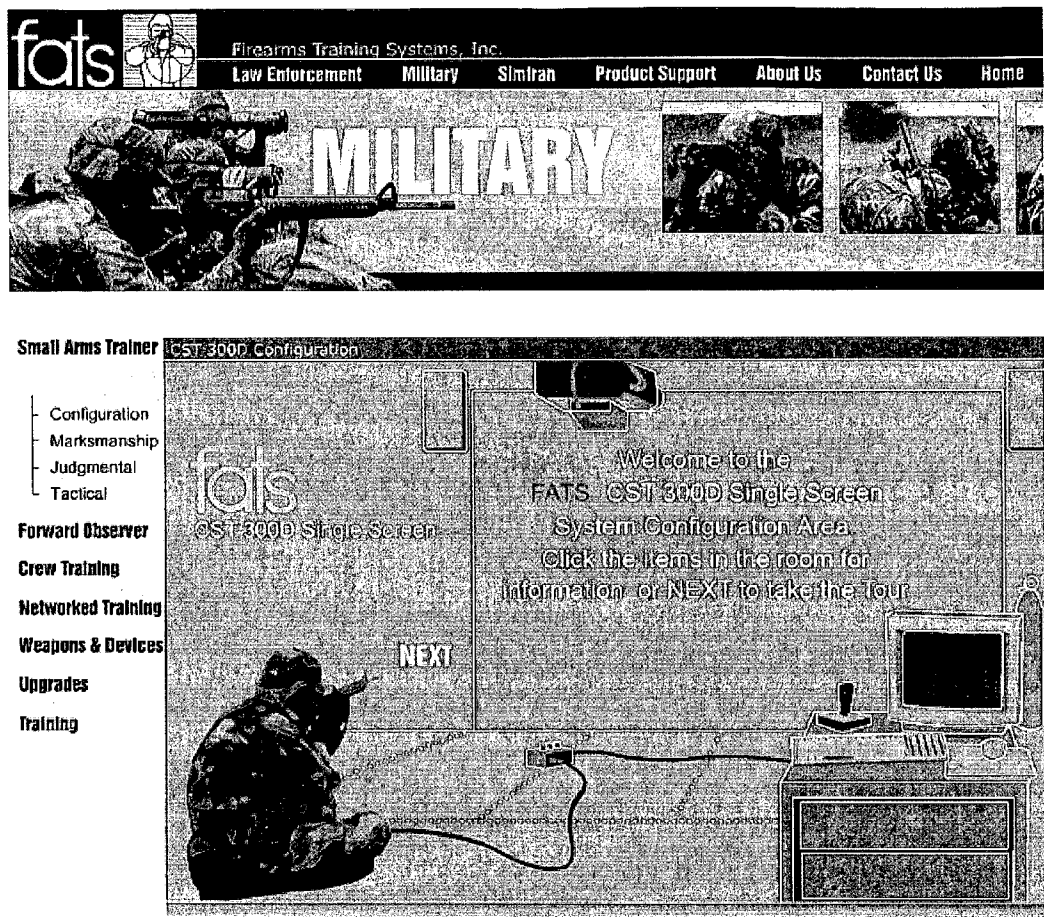 fats
Firearms Training Systems, Inc.
Law Enforcement Military Simtran Product Support About Us Contact Us Home
MILITARY
Small Arms Trainer
Configuration
Marksmanship
Judgmental
Tactical
Forward Observer
Crew Training
Networked Training
Weapons & Devices
Upgrades
Training
CST 300D Configuration
fats
CST 300D Single Screen
Welcome to the
FATS CST 300D Single Screen
System Configuration Area.
Click the items in the room for
information or NEXT to take the Tour
NEXT